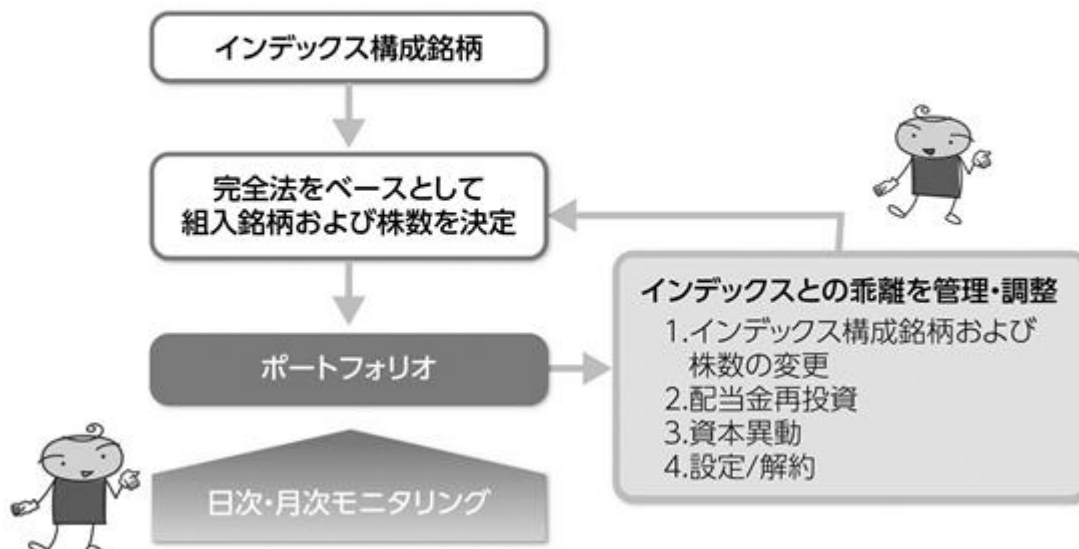 インデックス構成銘柄
完全法をベースとして
組入銘柄および株数を決定
インデックスとの乖離を管理・調整
1.インデックス構成銘柄および
株数の変更
2.配当金再投資
3.資本異動
4.設定/解約
ポートフォリオ
日次・月次モニタリング